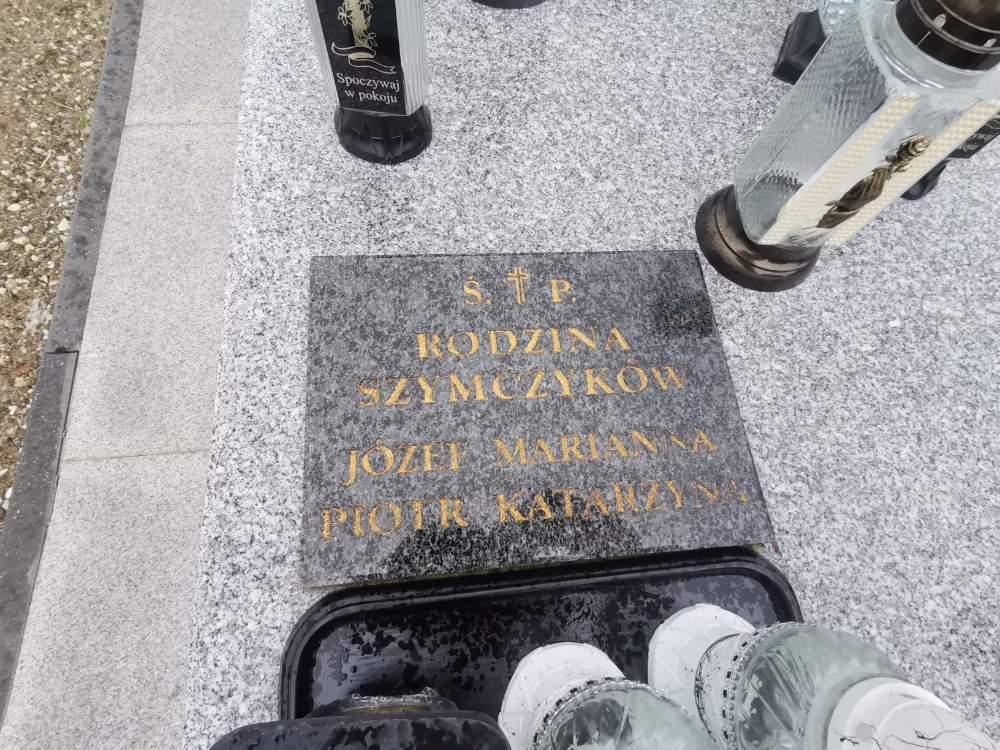 Spoczywaj
w pokoju
Ś. P.
RODZINA
SZYMCZYKÓW
JÓZEF MARIANNA
PIOTR KATARZYNA